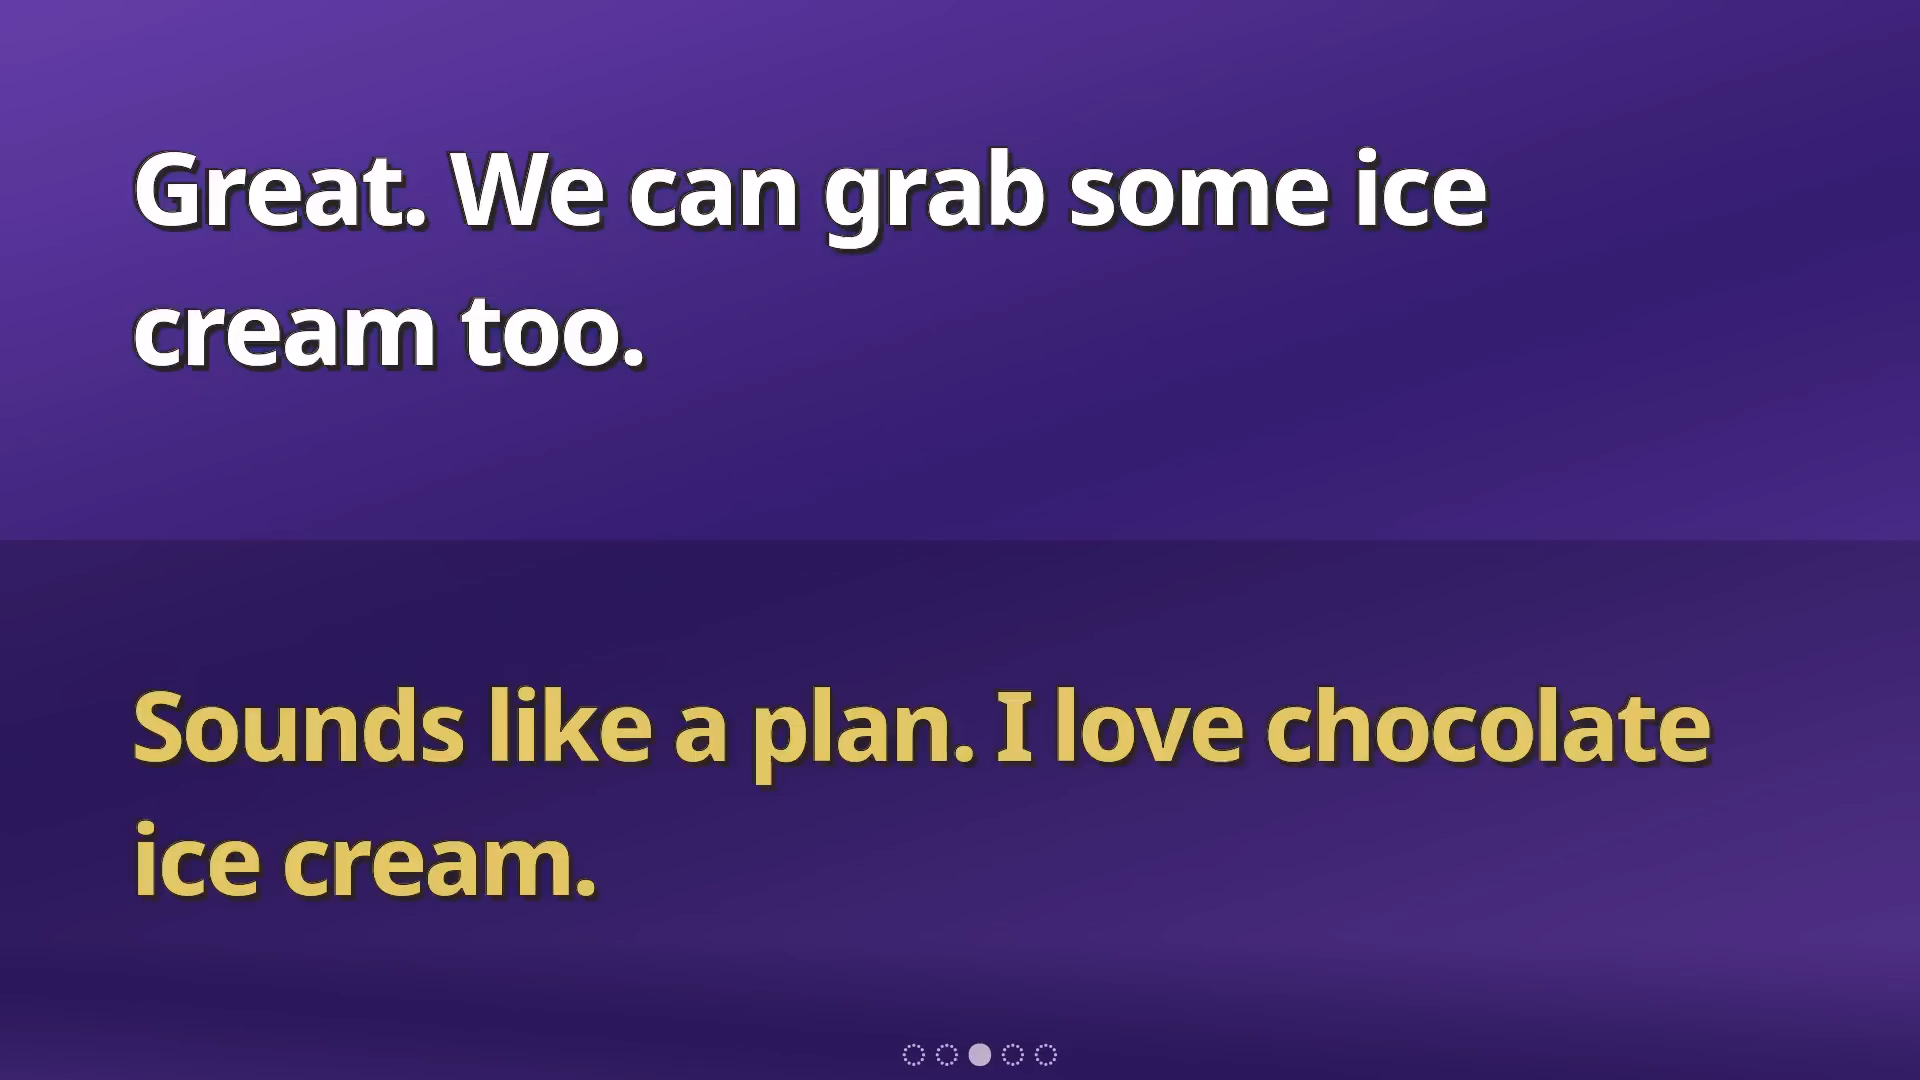 Great. We can grab some ice
cream too.
Sounds like a plan. I love chocolate
ice cream.